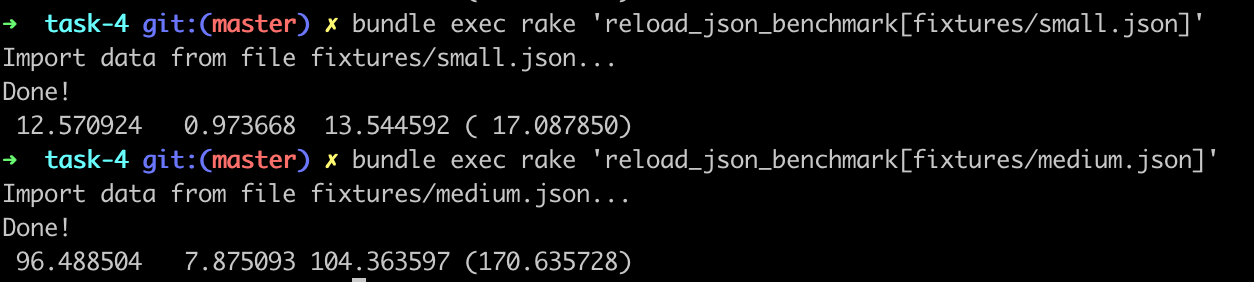 ➜  task-4 git:(master) ✗ bundle exec rake 'reload_json_benchmark[fixtures/small.json]'
Import data from file fixtures/small.json...
Done!
 12.570924   0.973668  13.544592 ( 17.087850)
➜  task-4 git:(master) ✗ bundle exec rake 'reload_json_benchmark[fixtures/medium.json]'
Import data from file fixtures/medium.json...
Done!
 96.488504   7.875093 104.363597 (170.635728)